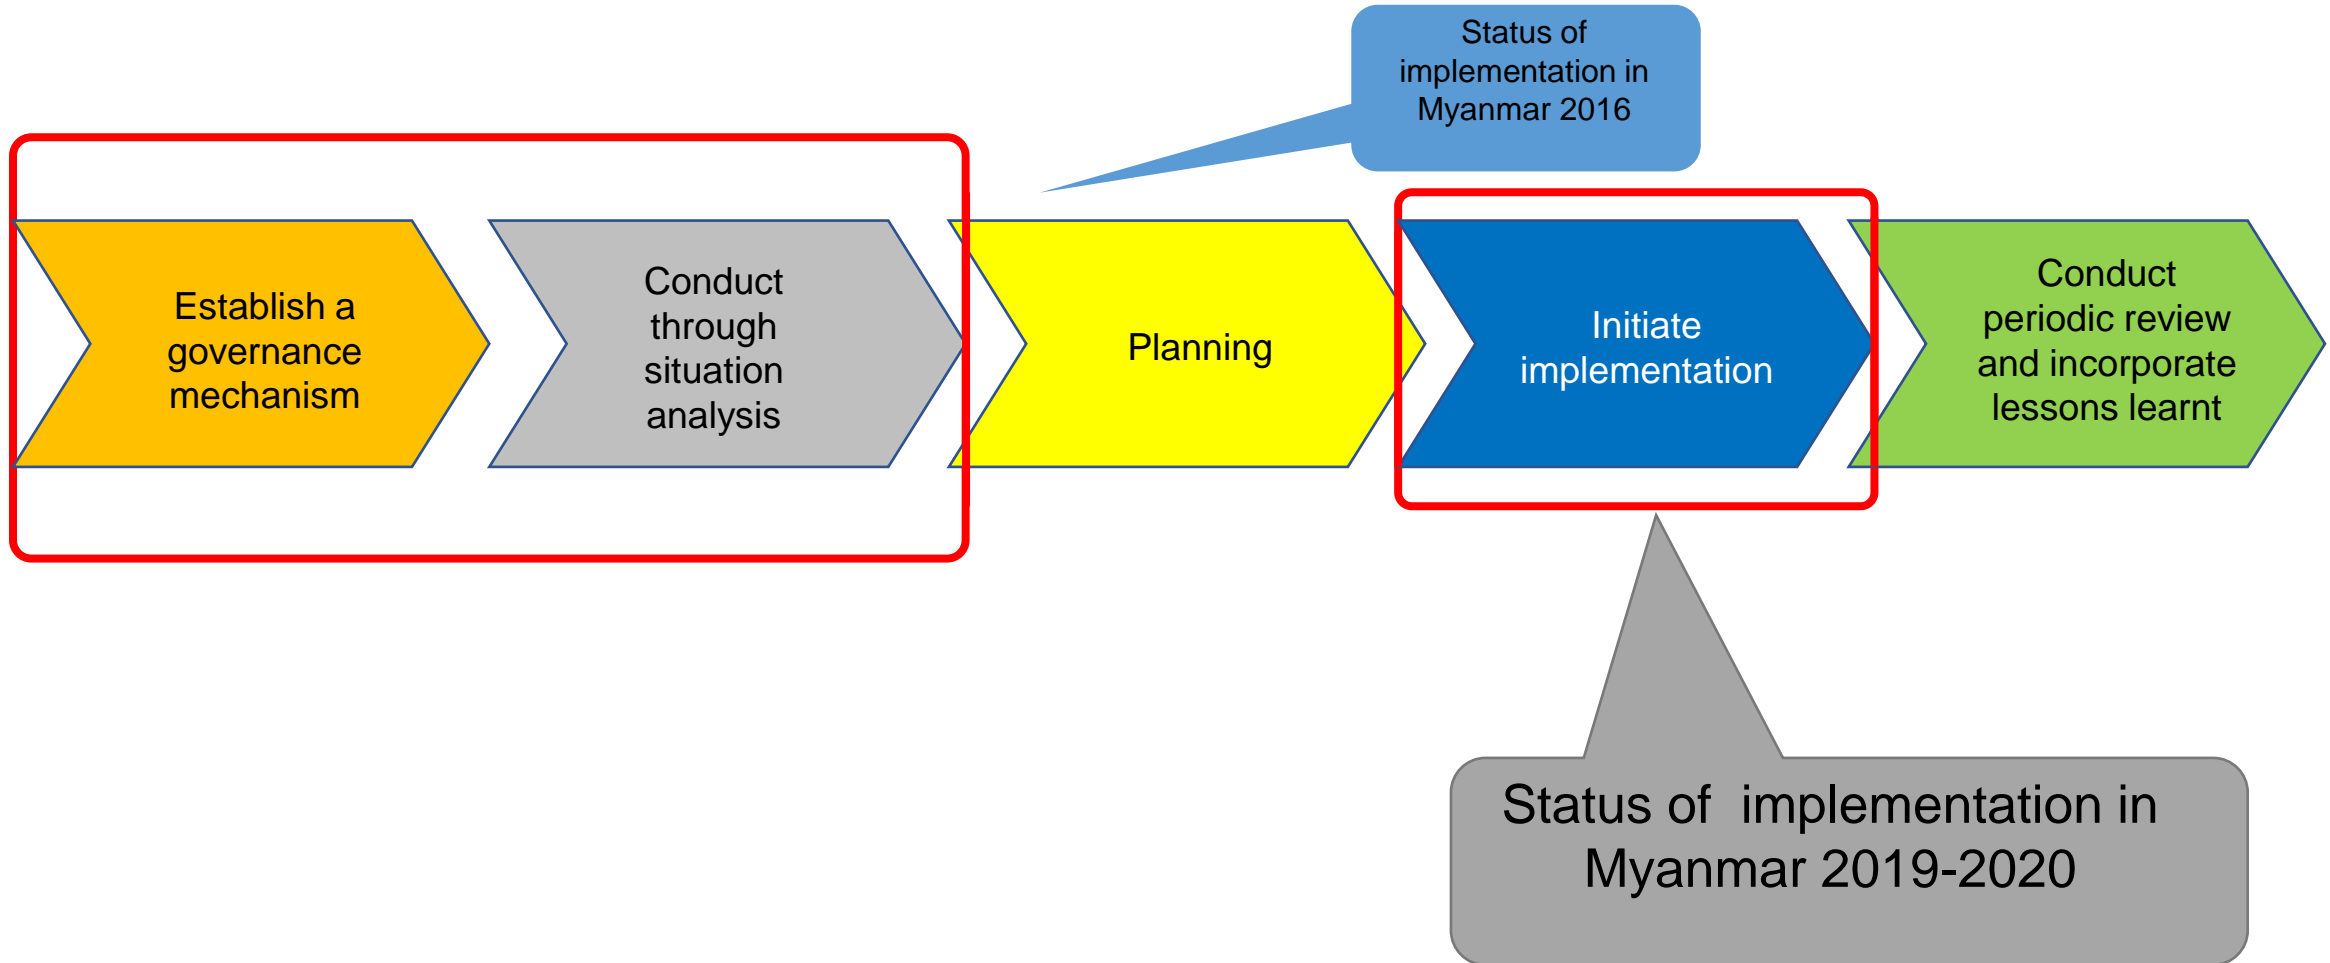 Status of
implementation in
Myanmar 2016
Establish a
governance
mechanism
Conduct
through
situation
analysis
Planning
Initiate
implementation
Conduct
periodic review
and incorporate
lessons learnt
Status of  implementation in
Myanmar 2019-2020